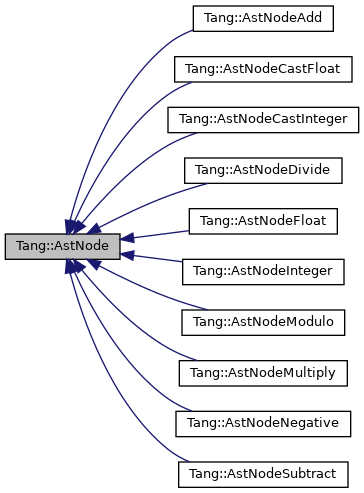 Tang::AstNodeAdd
Tang::AstNodeCastFloat
Tang::AstNodeCastInteger
Tang::AstNodeDivide
Tang::AstNodeFloat
Tang::AstNode
Tang::AstNodeInteger
Tang::AstNodeModulo
Tang::AstNodeMultiply
Tang::AstNodeNegative
Tang::AstNodeSubtract